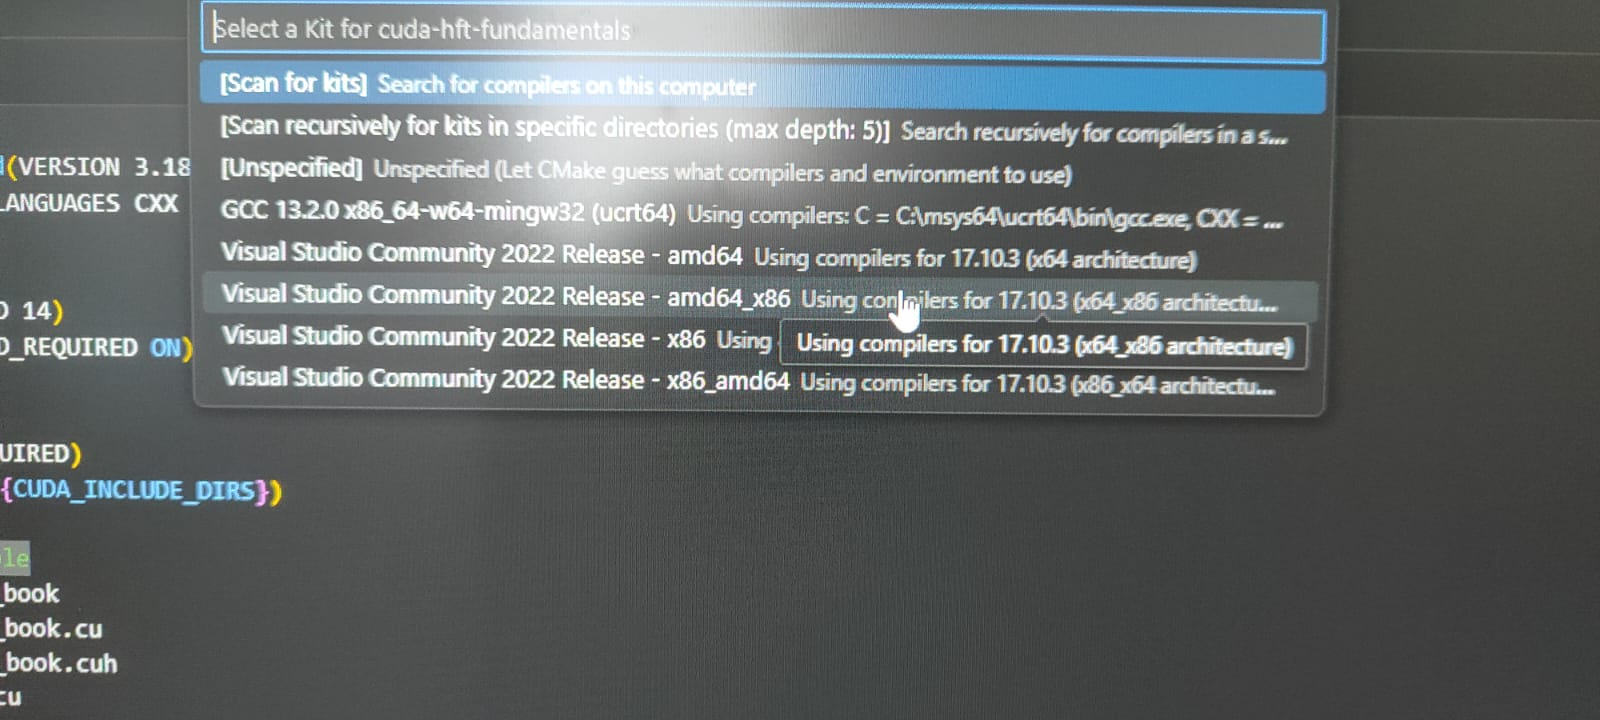 Select a Kit for cuda-hft-fundamentals
[Scan for kits] Search for compilers on this computer
[Scan recursively for kits in specific directories (max depth: 5)] Search recursively for compilers in a s...
[Unspecified] Unspecified (Let CMake guess what compilers and environment to use)
GCC 13.2.0 x86_64-w64-mingw32 (ucrt64) Using compilers: C = C:\msys64\ucrt64\bin\gcc.exe, CXX = ...
Visual Studio Community 2022 Release - amd64 Using compilers for 17.10.3 (x64 architecture)
Visual Studio Community 2022 Release - amd64_x86 Using compilers for 17.10.3 (x64_x86 architectu...
Visual Studio Community 2022 Release - x86 Using
Using compilers for 17.10.3 (x64_x86 architecture)
Visual Studio Community 2022 Release - x86_amd64 Using compilers for 17.10.3 (x86_x64 architectu...
(VERSION 3.18
LANGUAGES CXX
14)
_REQUIRED ON)
UIRED)
{CUDA_INCLUDE_DIRS})
le
_book
_book.cu
_book.cuh
cu